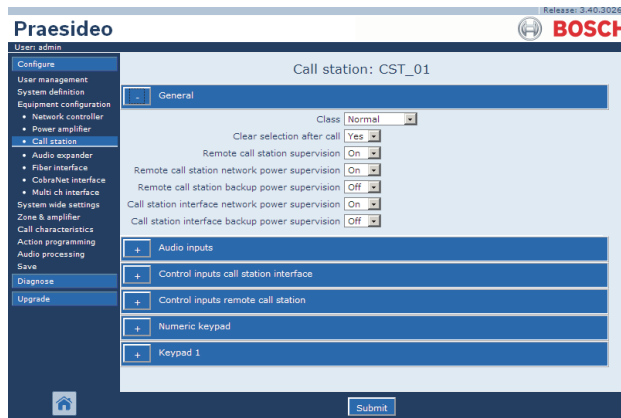 Release: 3.40.3026
Praesideo
BOSCH
User: admin
Configure
User management
System definition
Equipment configuration
• Network controller
• Power amplifier
• Call station
• Audio expander
• Fiber interface
• CobraNet interface
• Multi ch interface
System wide settings
Zone & amplifier
Call characteristics
Action programming
Audio processing
Save
Diagnose
Upgrade
Call station: CST_01
- General
Class Normal
Clear selection after call Yes
Remote call station supervision On
Remote call station network power supervision On
Remote call station backup power supervision Off
Call station interface network power supervision On
Call station interface backup power supervision Off
+ Audio inputs
+ Control inputs call station interface
+ Control inputs remote call station
+ Numeric keypad
+ Keypad 1
Submit